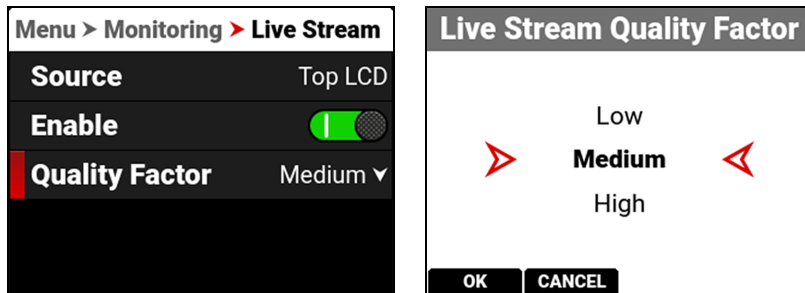 Menu > Monitoring > Live Stream
Source Top LCD
Enable
Quality Factor Medium
Live Stream Quality Factor
Low
Medium
High
OK CANCEL